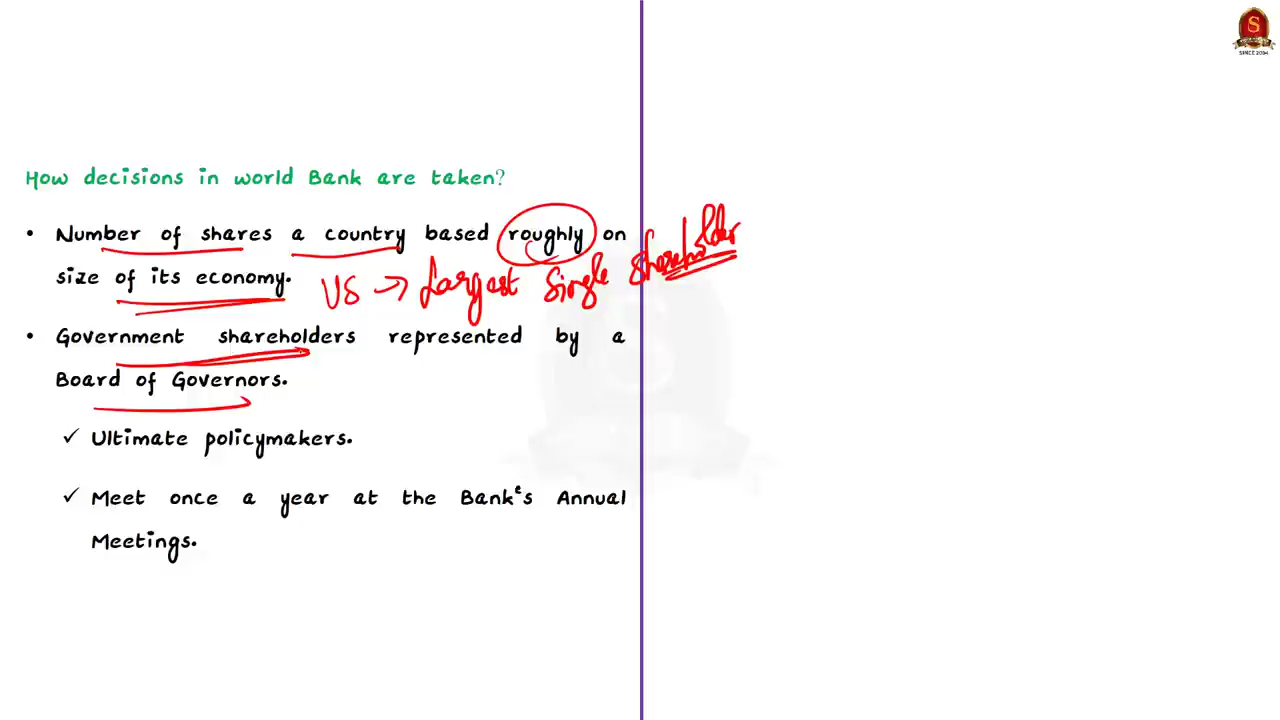 S
SINCE 2014
How decisions in world Bank are taken?
• Number of shares a country based roughly on
size of its economy.
US → Largest Single Shareholder
• Government shareholders represented by a
Board of Governors.
✓ Ultimate policymakers.
✓ Meet once a year at the Bank's Annual
Meetings.